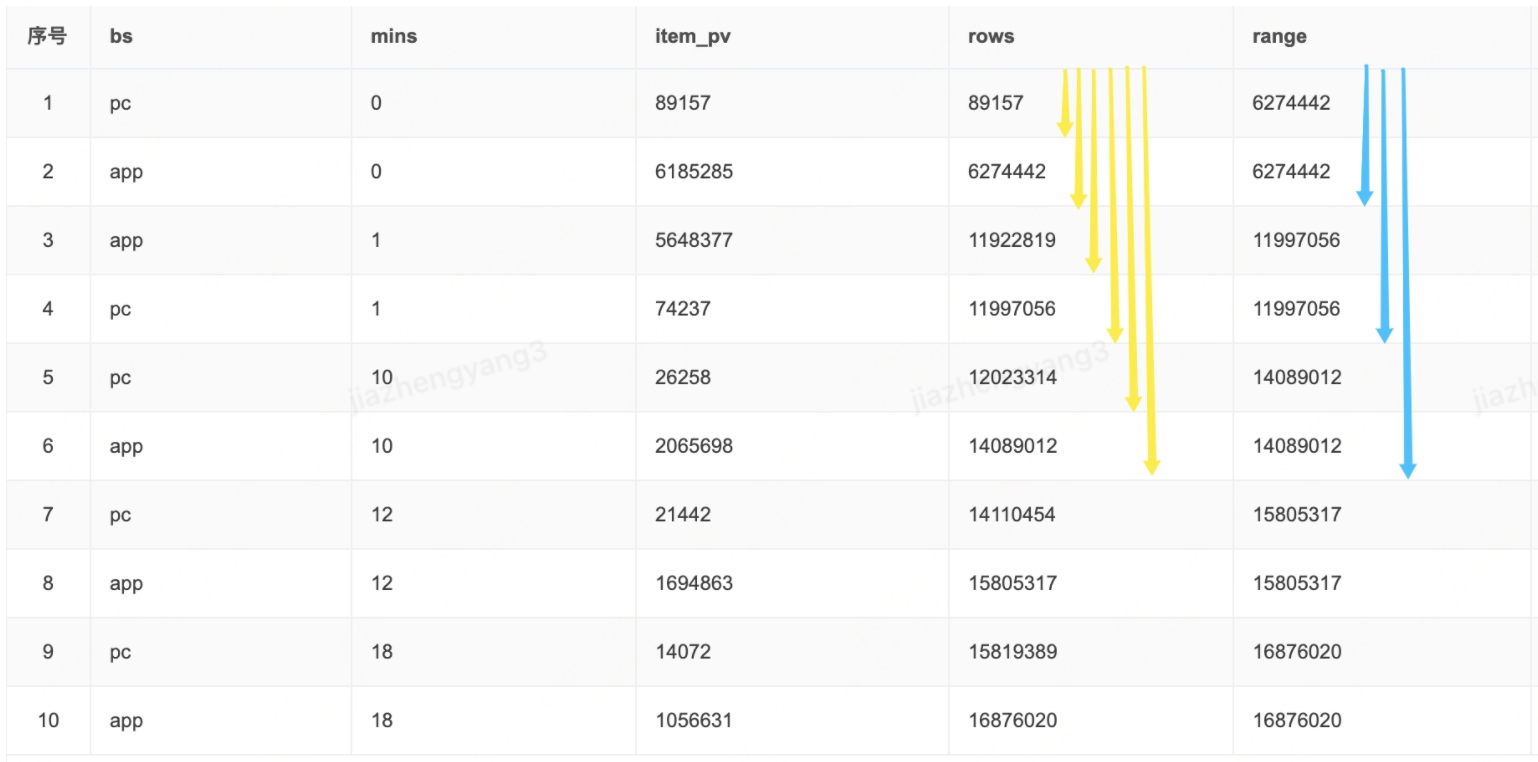 序号 bs mins item_pv rows range
1 pc 0 89157 89157 6274442
2 app 0 6185285 6274442 6274442
3 app 1 5648377 11922819 11997056
4 pc 1 74237 11997056 11997056
5 pc 10 26258 12023314 14089012
6 app 10 2065698 14089012 14089012
7 pc 12 21442 14110454 15805317
8 app 12 1694863 15805317 15805317
9 pc 18 14072 15819389 16876020
10 app 18 1056631 16876020 16876020
jiazhengyang3
jiazhengyang3
jiazh